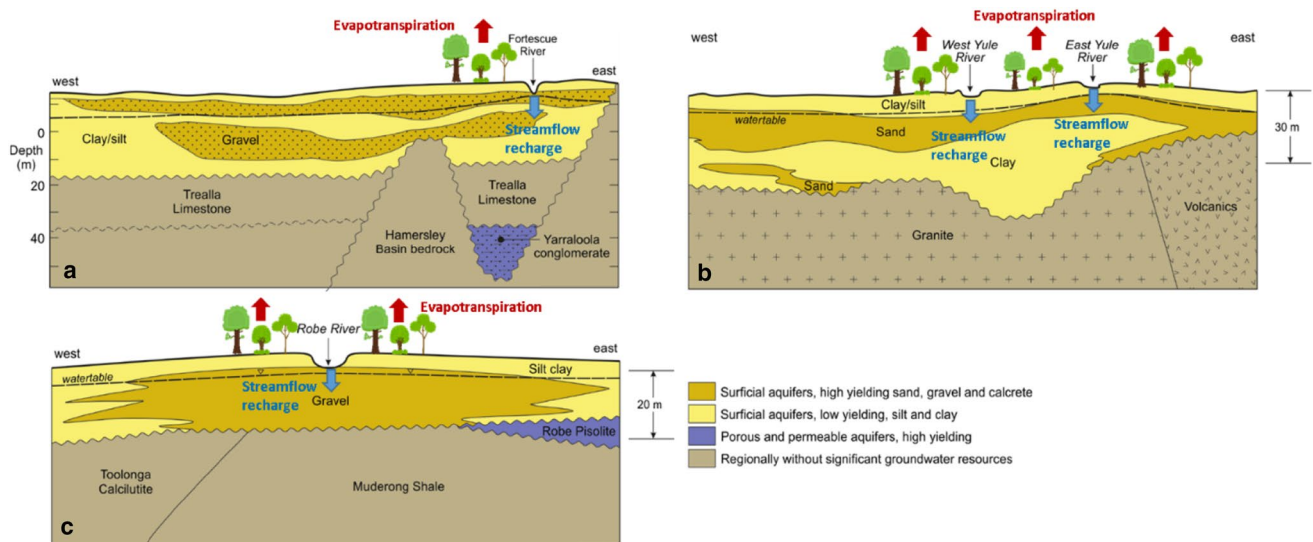 Evapotranspiration
Fortescue
River
west
east
Clay/silt
Gravel
Streamflow
recharge
0
Depth
(m)
20
40
Trealla
Limestone
Trealla
Limestone
Hamersley
Basin bedrock
Yarraloola
conglomerate
a
Evapotranspiration
west
West Yule
River
East Yule
River
east
Clay/silt
watertable
Sand
Streamflow
recharge
Streamflow
recharge
Clay
30 m
Sand
Volcanics
Granite
b
Evapotranspiration
Robe River
west
east
Silt clay
watertable
Streamflow
recharge
Gravel
20 m
Robe Pisolite
Toolonga
Calcilutite
Muderong Shale
c
Surficial aquifers, high yielding sand, gravel and calcrete
Surficial aquifers, low yielding, silt and clay
Porous and permeable aquifers, high yielding
Regionally without significant groundwater resources